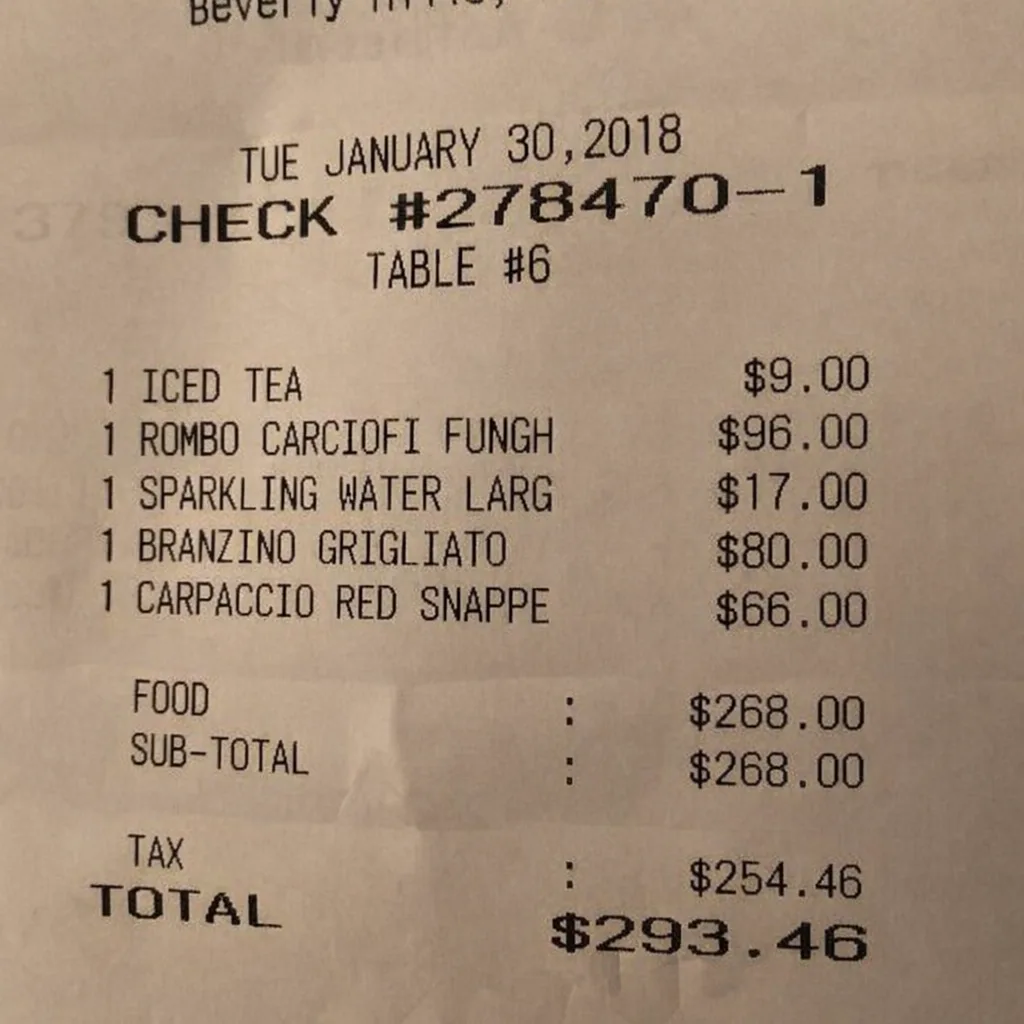 Beverly
TUE JANUARY 30,2018
CHECK #278470-1
TABLE #6
1 ICED TEA $9.00
1 ROMBO CARCIOFI FUNGH $96.00
1 SPARKLING WATER LARG $17.00
1 BRANZINO GRIGLIATO $80.00
1 CARPACCIO RED SNAPPE $66.00
FOOD : $268.00
SUB-TOTAL : $268.00
TAX : $254.46
TOTAL $293.46